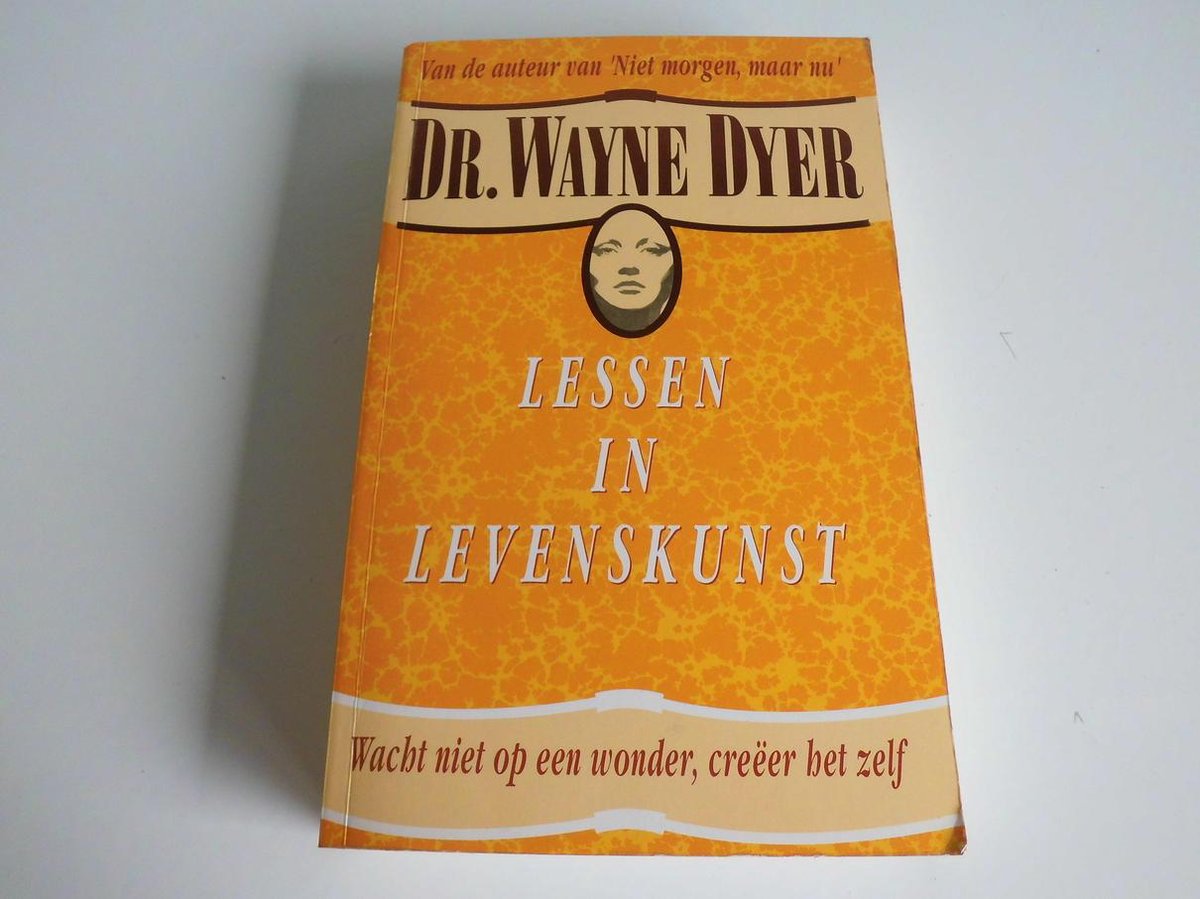 Van de auteur van 'Niet morgen, maar nu'
DR. WAYNE DYER
LESSEN
IN
LEVENSKUNST
Wacht niet op een wonder, creëer het zelf